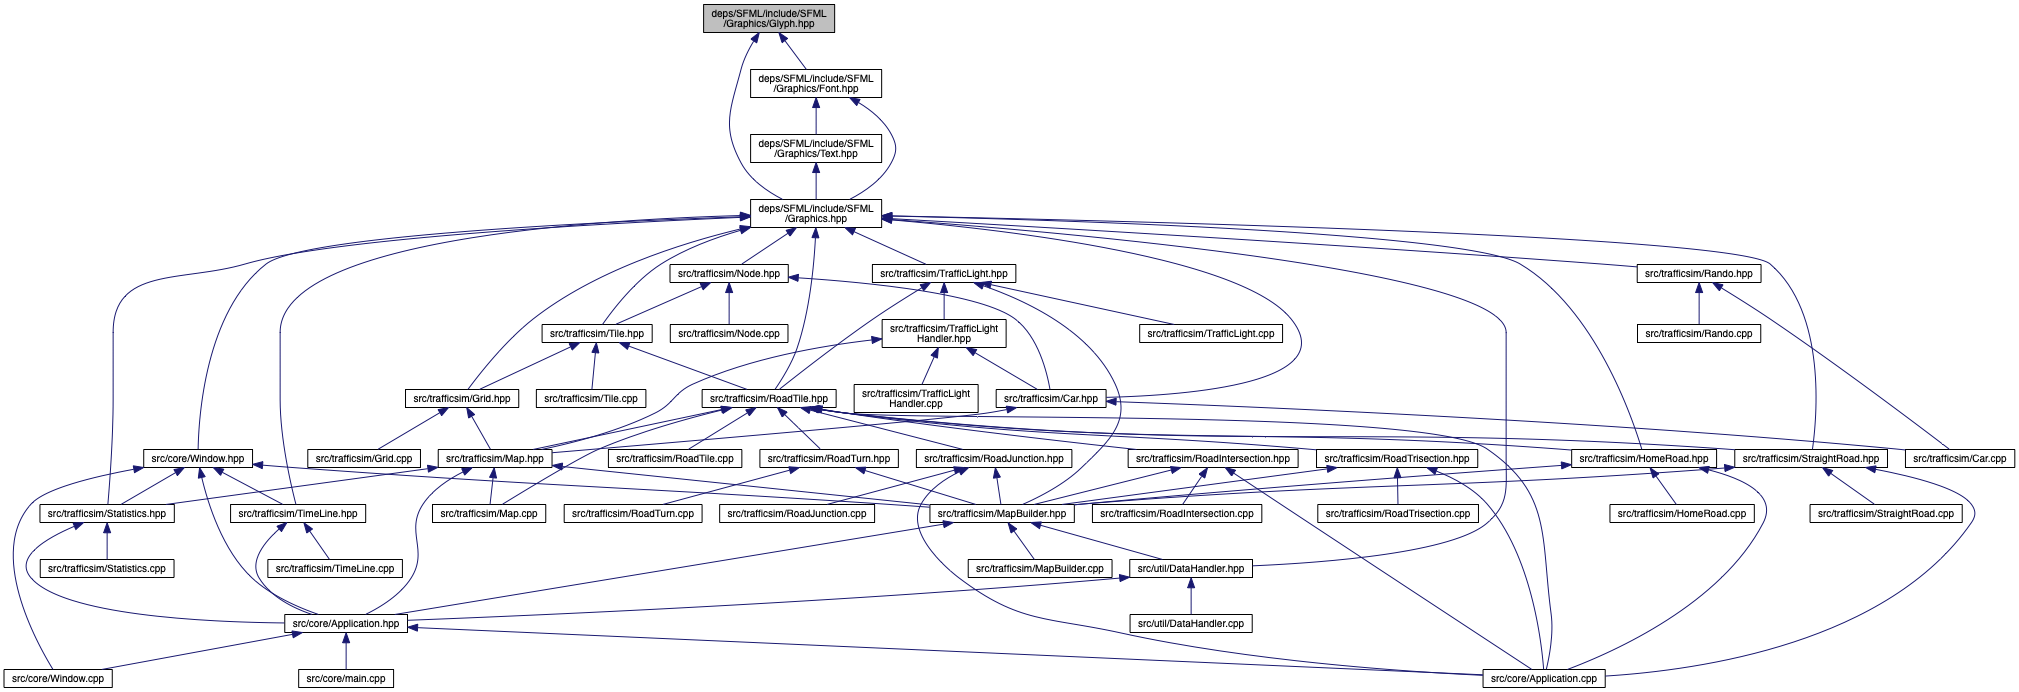 deps/SFML/include/SFML
/Graphics/Glyph.hpp
deps/SFML/include/SFML
/Graphics/Font.hpp
deps/SFML/include/SFML
/Graphics/Text.hpp
deps/SFML/include/SFML
/Graphics.hpp
src/trafficsim/Node.hpp
src/trafficsim/TrafficLight.hpp
src/trafficsim/Rando.hpp
src/trafficsim/Tile.hpp
src/trafficsim/Node.cpp
src/trafficsim/TrafficLight
Handler.hpp
src/trafficsim/TrafficLight.cpp
src/trafficsim/Rando.cpp
src/trafficsim/Grid.hpp
src/trafficsim/Tile.cpp
src/trafficsim/RoadTile.hpp
src/trafficsim/TrafficLight
Handler.cpp
src/trafficsim/Car.hpp
src/core/Window.hpp
src/trafficsim/Grid.cpp
src/trafficsim/Map.hpp
src/trafficsim/RoadTile.cpp
src/trafficsim/RoadTurn.hpp
src/trafficsim/RoadJunction.hpp
src/trafficsim/RoadIntersection.hpp
src/trafficsim/RoadTrisection.hpp
src/trafficsim/HomeRoad.hpp
src/trafficsim/StraightRoad.hpp
src/trafficsim/Car.cpp
src/trafficsim/Statistics.hpp
src/trafficsim/TimeLine.hpp
src/trafficsim/Map.cpp
src/trafficsim/RoadTurn.cpp
src/trafficsim/RoadJunction.cpp
src/trafficsim/MapBuilder.hpp
src/trafficsim/RoadIntersection.cpp
src/trafficsim/RoadTrisection.cpp
src/trafficsim/HomeRoad.cpp
src/trafficsim/StraightRoad.cpp
src/trafficsim/Statistics.cpp
src/trafficsim/TimeLine.cpp
src/trafficsim/MapBuilder.cpp
src/util/DataHandler.hpp
src/core/Application.hpp
src/util/DataHandler.cpp
src/core/Window.cpp
src/core/main.cpp
src/core/Application.cpp